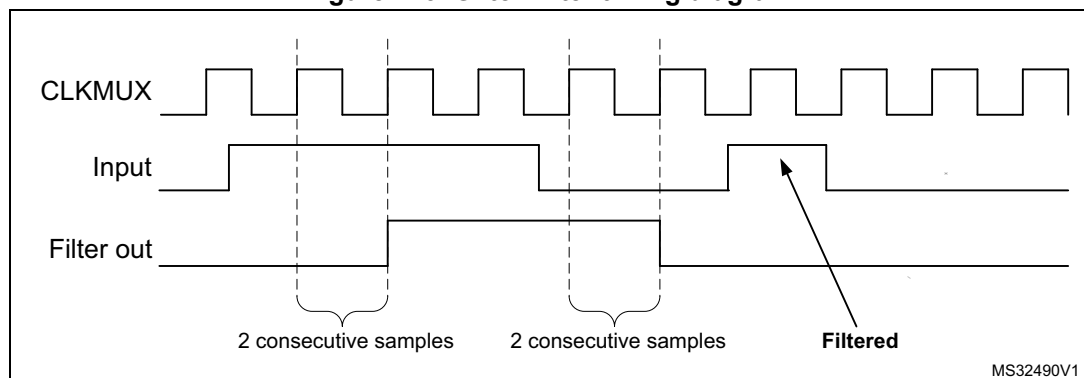 CLKMUX
Input
Filter out
2 consecutive samples
2 consecutive samples
Filtered
MS32490V1